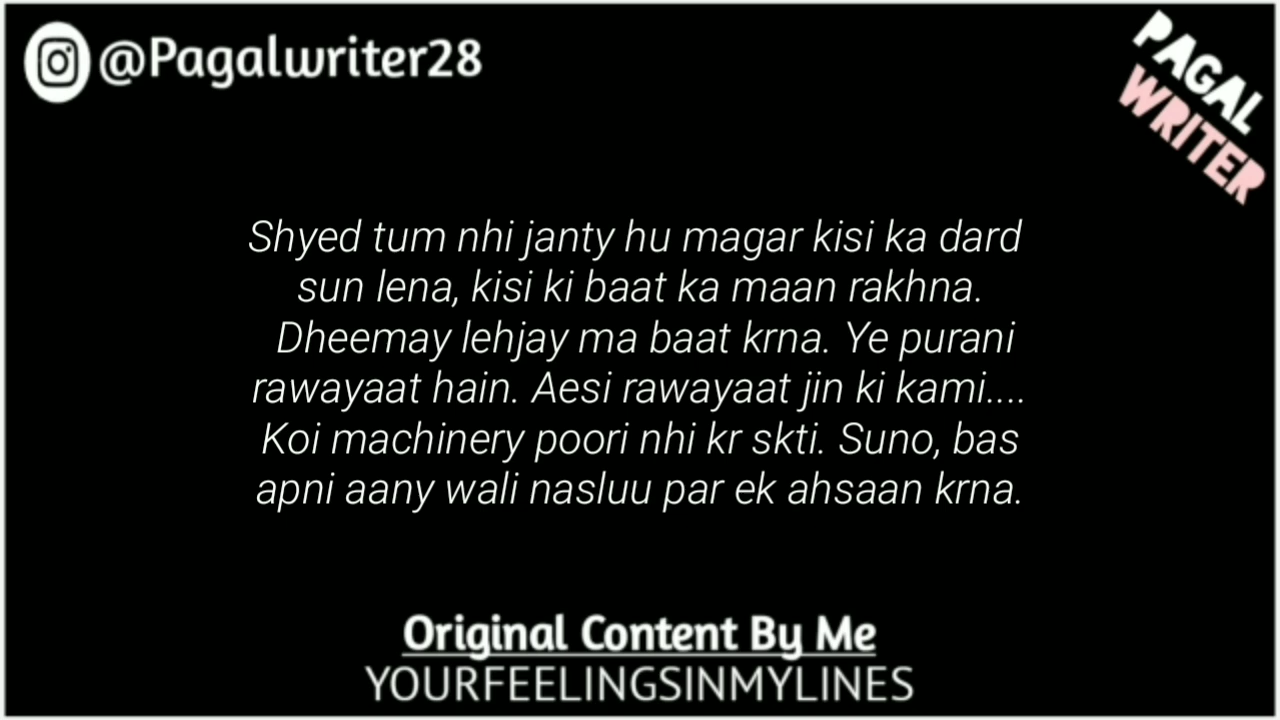 @Pagalwriter28
PAGAL
WRITER
Shyed tum nhi janty hu magar kisi ka dard
sun lena, kisi ki baat ka maan rakhna.
Dheemay lehjay ma baat krna. Ye purani
rawayaat hain. Aesi rawayaat jin ki kami....
Koi machinery poori nhi kr skti. Suno, bas
apni aany wali nasluu par ek ahsaan krna.
Original Content By Me
YOURFEELINGSINMYLINES